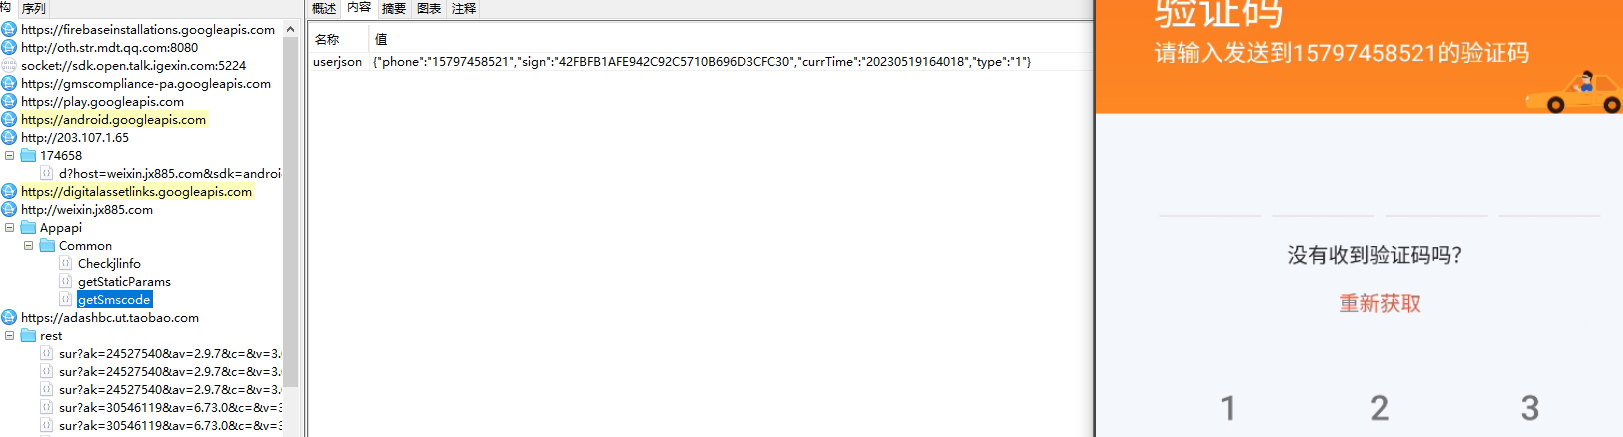 构 序列
https://firebaseinstallations.googleapis.com
http://oth.str.mdt.qq.com:8080
socket://sdk.open.talk.igexin.com:5224
https://gmscompliance-pa.googleapis.com
https://play.googleapis.com
https://android.googleapis.com
http://203.107.1.65
174658
d?host=weixin.jx885.com&sdk=androi
https://digitalassetlinks.googleapis.com
http://weixin.jx885.com
Appapi
Common
Checkjlinfo
getStaticParams
getSmscode
https://adashbc.ut.taobao.com
rest
sur?ak=24527540&av=2.9.7&c=&v=3.
sur?ak=24527540&av=2.9.7&c=&v=3.
sur?ak=24527540&av=2.9.7&c=&v=3.
sur?ak=30546119&av=6.73.0&c=&v=3
sur?ak=30546119&av=6.73.0&c=&v=3
概述 内容 摘要 图表 注释
名称 值
userjson {"phone":"15797458521","sign":"42FBFB1AFE942C92C5710B696D3CFC30","currTime":"20230519164018","type":"1"}
验证码
请输入发送到15797458521的验证码
没有收到验证码吗?
重新获取
1 2 3